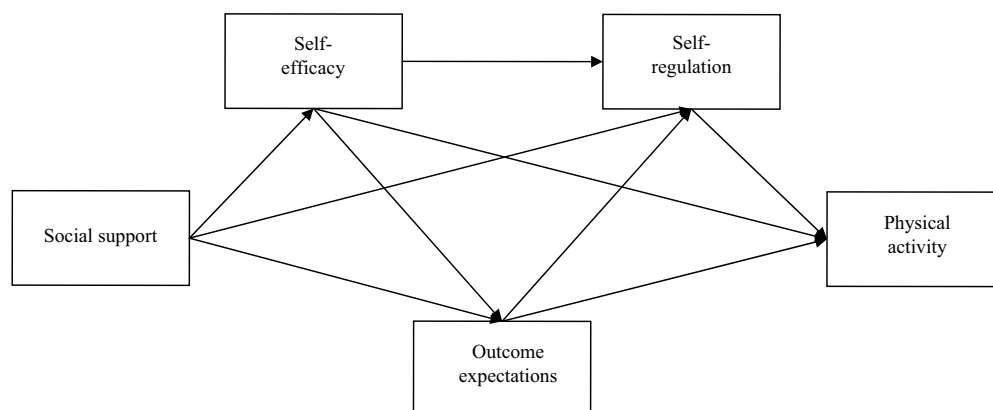 Self-
efficacy
Self-
regulation
Social support
Physical
activity
Outcome
expectations